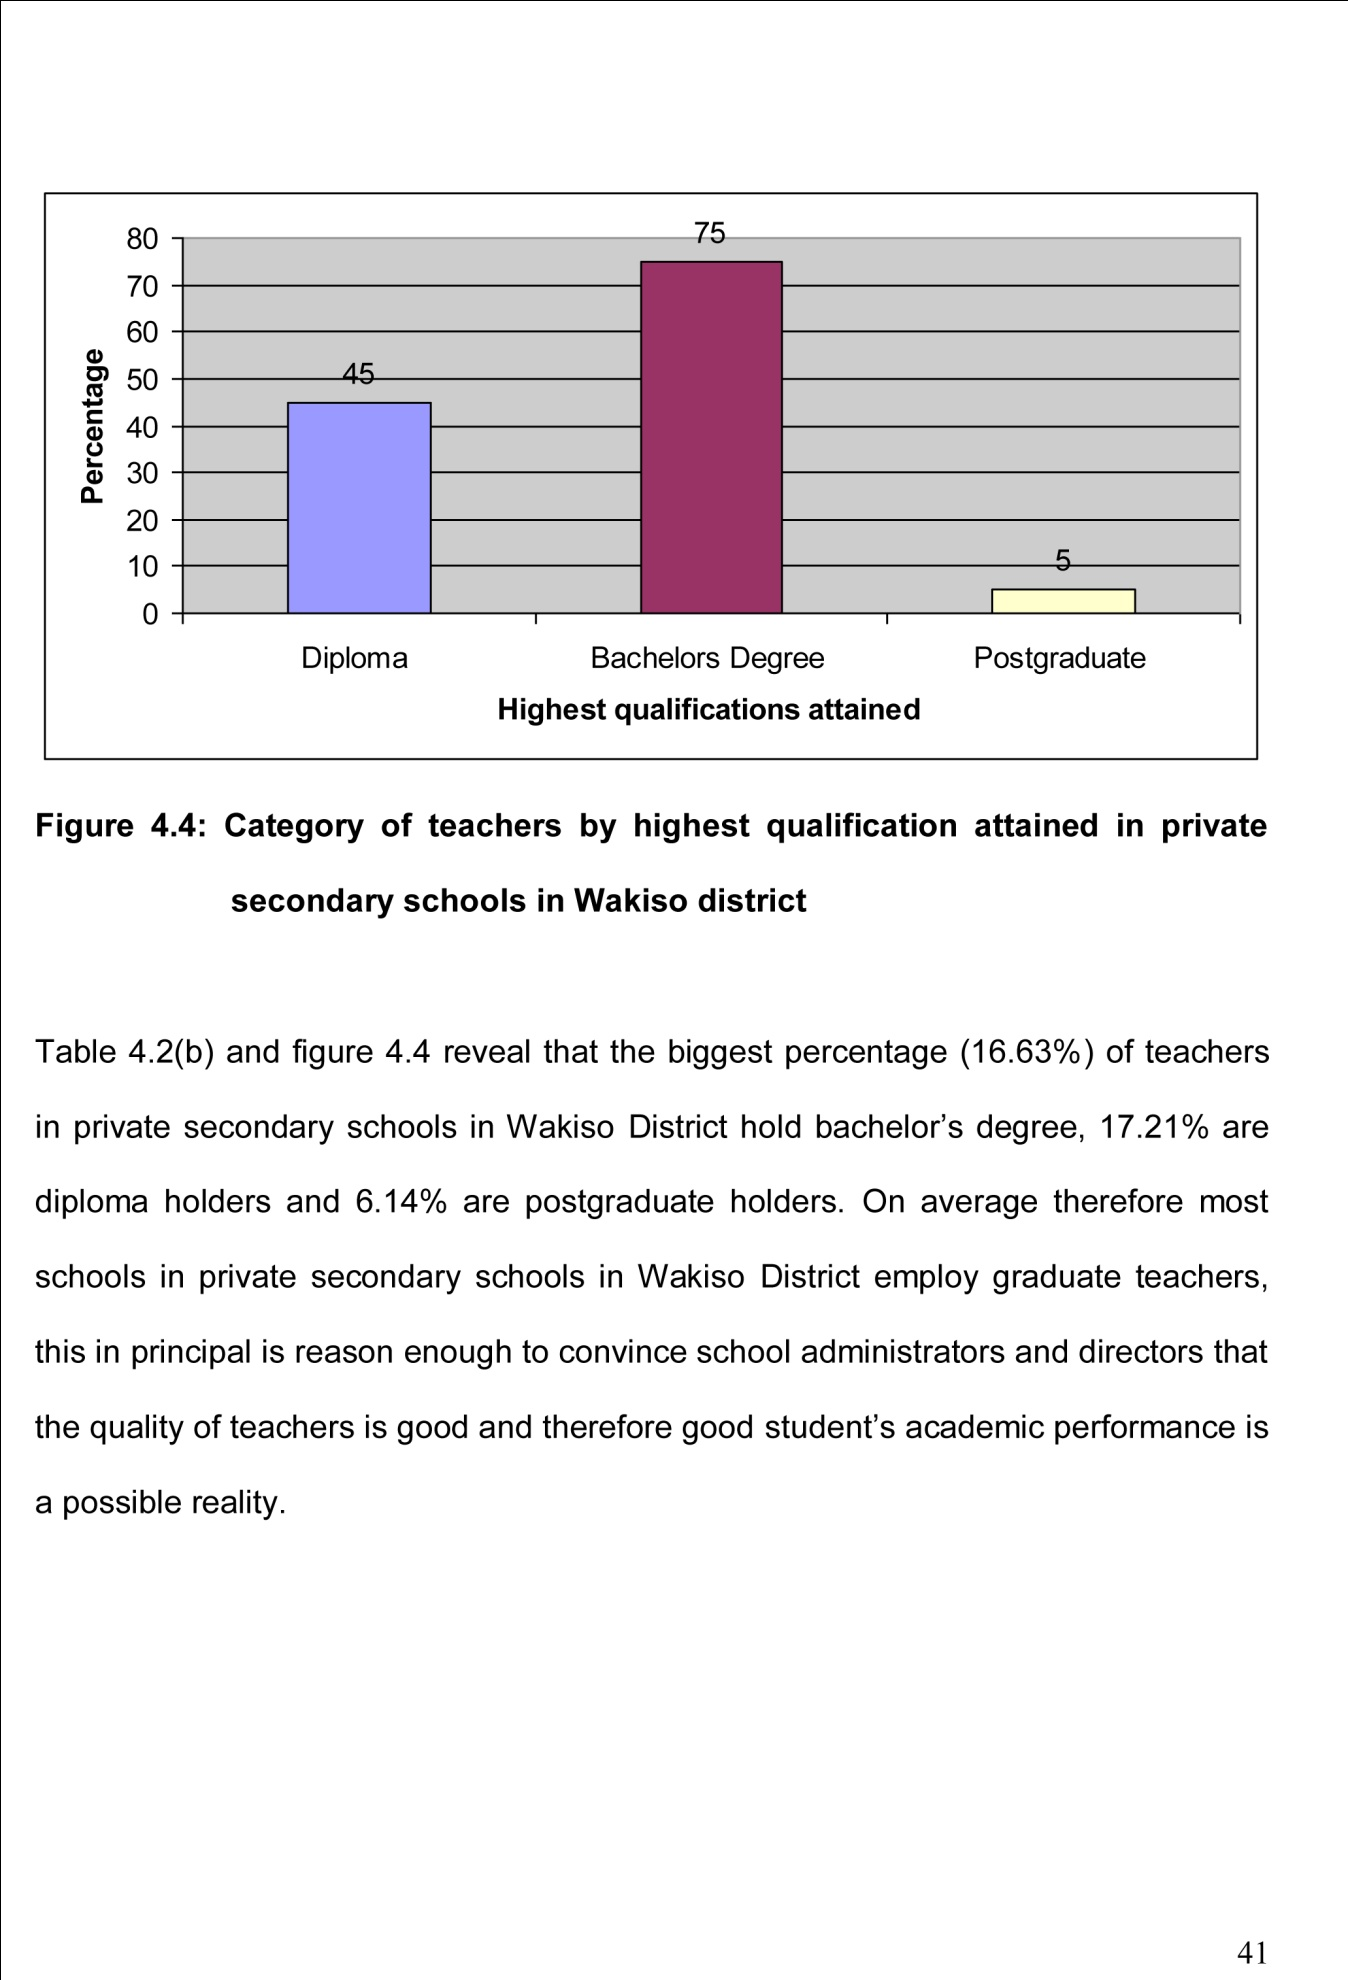 75
80
70
60
50
40
30
20
10
0
45
5
Percentage
Diploma Bachelors Degree Postgraduate
Highest qualifications attained
Figure 4.4: Category of teachers by highest qualification attained in private
secondary schools in Wakiso district
Table 4.2(b) and figure 4.4 reveal that the biggest percentage (16.63%) of teachers
in private secondary schools in Wakiso District hold bachelor’s degree, 17.21% are
diploma holders and 6.14% are postgraduate holders. On average therefore most
schools in private secondary schools in Wakiso District employ graduate teachers,
this in principal is reason enough to convince school administrators and directors that
the quality of teachers is good and therefore good student’s academic performance is
a possible reality.
41